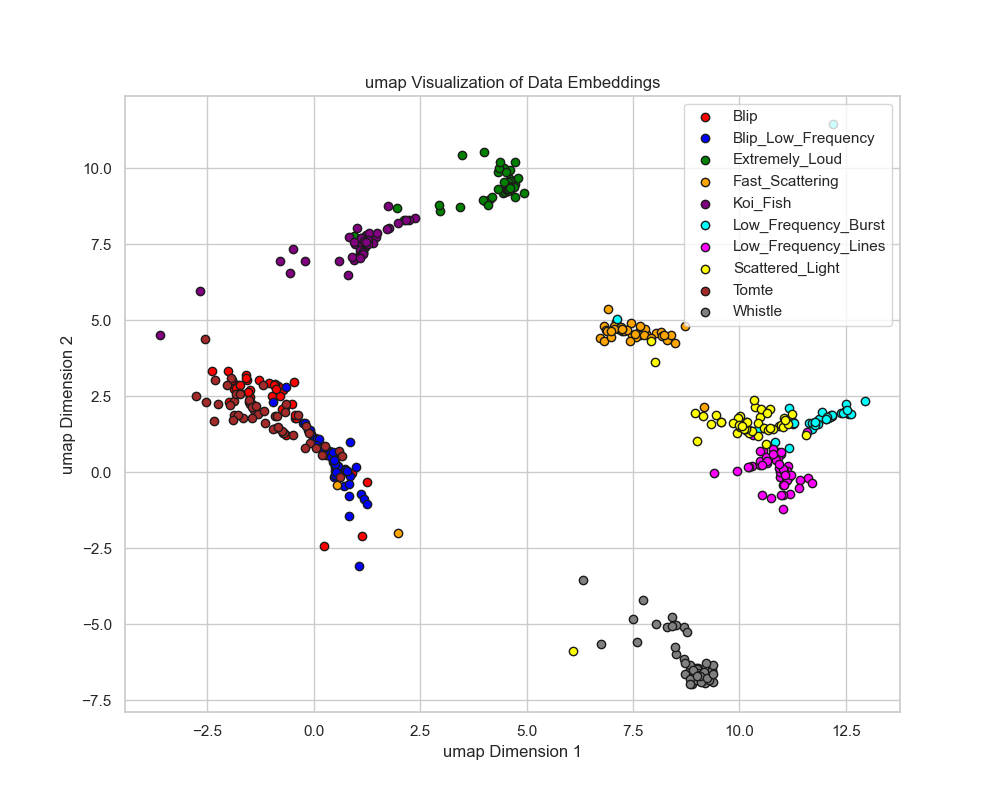 umap Visualization of Data Embeddings
Blip
Blip_Low_Frequency
Extremely_Loud
Fast_Scattering
Koi_Fish
Low_Frequency_Burst
Low_Frequency_Lines
Scattered_Light
Tomte
Whistle
10.0
7.5
5.0
2.5
0.0
−2.5
−5.0
−7.5
umap Dimension 2
−2.5 0.0 2.5 5.0 7.5 10.0 12.5
umap Dimension 1